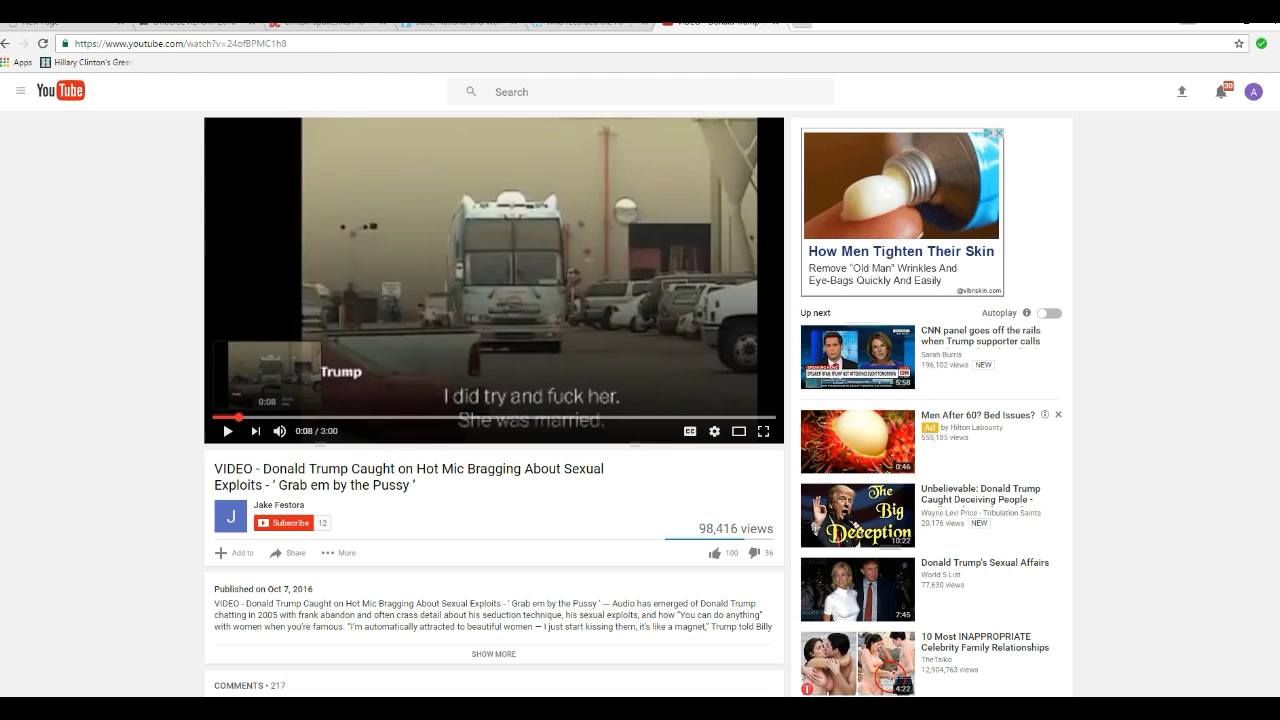 New Page
VIDEO - Donald Trump
https://www.youtube.com/watch?v=24ofBPMC1h8
Apps
Hillary Clinton's Gree
YouTube
Search
30
A
Trump
I did try and fuck her.
She was married.
0:08
0:08 / 3:00
CC
VIDEO - Donald Trump Caught on Hot Mic Bragging About Sexual
Exploits - ‘ Grab em by the Pussy ’
J
Jake Festora
Subscribe
12
98,416 views
Add to
Share
More
100
36
Published on Oct 7, 2016
VIDEO - Donald Trump Caught on Hot Mic Bragging About Sexual Exploits - ‘ Grab em by the Pussy ’ — Audio has emerged of Donald Trump
chatting in 2005 with frank abandon and often crass detail about his seduction technique, his sexual exploits, and how “You can do anything”
with women when you’re famous. “I’m automatically attracted to beautiful women — I just start kissing them, it’s like a magnet,” Trump told Billy
SHOW MORE
COMMENTS • 217
How Men Tighten Their Skin
Remove "Old Man" Wrinkles And
Eye-Bags Quickly And Easily
@vibriskin.com
Up next
Autoplay
CNN panel goes off the rails
when Trump supporter calls
Sarah Burris
196,102 views
NEW
5:58
Men After 60? Bed Issues?
Ad
by Hilton Labounty
555,185 views
0:46
The
Big
Deception
10:22
Unbelievable: Donald Trump
Caught Deceiving People -
Wayne Levi Price - Tribulation Saints
20,176 views
NEW
Donald Trump's Sexual Affairs
World 5 List
77,630 views
7:45
10 Most INAPPROPRIATE
Celebrity Family Relationships
TheTalko
12,904,763 views
4:22